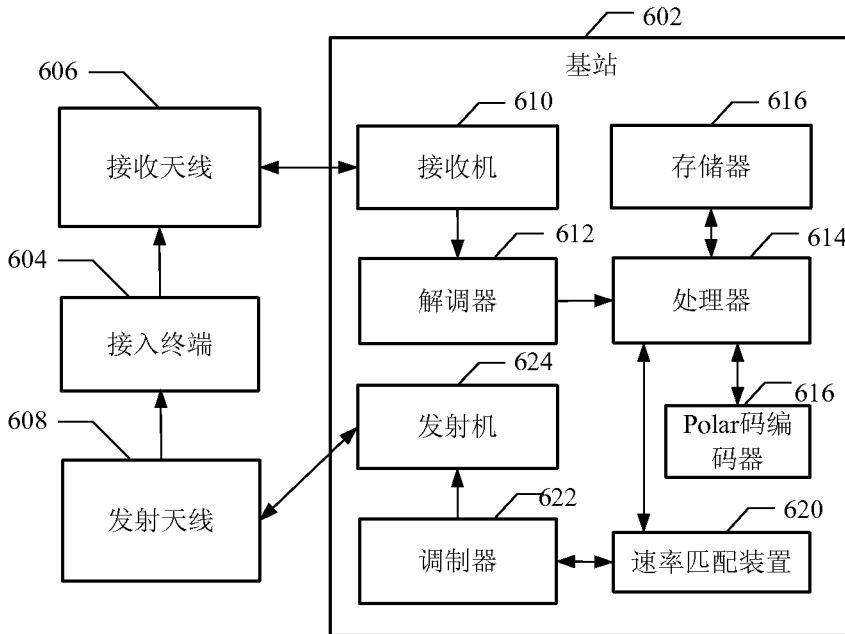 602
基站
606
接收天线
610
接收机
616
存储器
604
接入终端
612
解调器
614
处理器
608
发射天线
624
发射机
616
Polar码编
码器
622
调制器
620
速率匹配装置